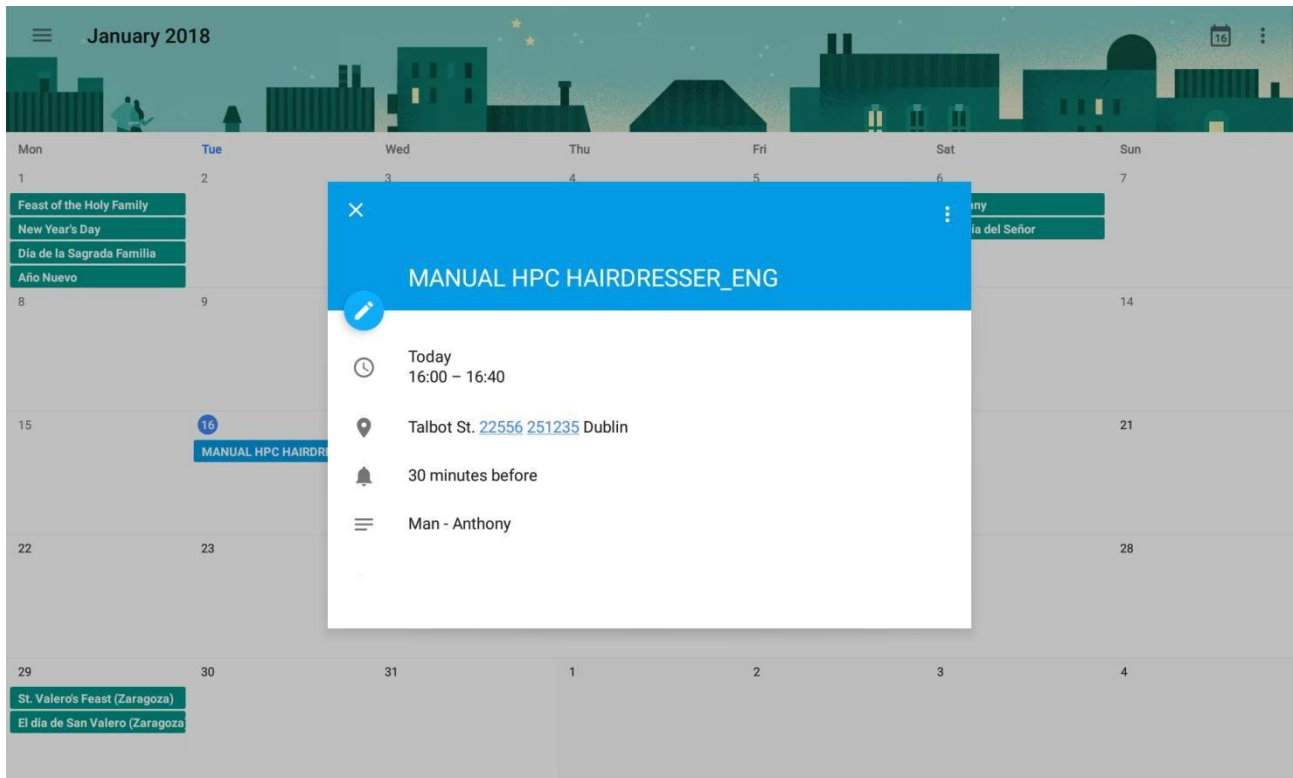 January 2018
16
Mon Tue Wed Thu Fri Sat Sun
1 2 3 4 5 6 7
Feast of the Holy Family
New Year's Day
Día de la Sagrada Familia
Año Nuevo
ía del Señor
8 9 14
15 16 21
MANUAL HPC HAIRDR
22 23 28
29 30 31 1 2 3 4
St. Valero's Feast (Zaragoza)
El día de San Valero (Zaragoza
MANUAL HPC HAIRDRESSER_ENG
Today
16:00 – 16:40
Talbot St. 22556 251235 Dublin
30 minutes before
Man - Anthony